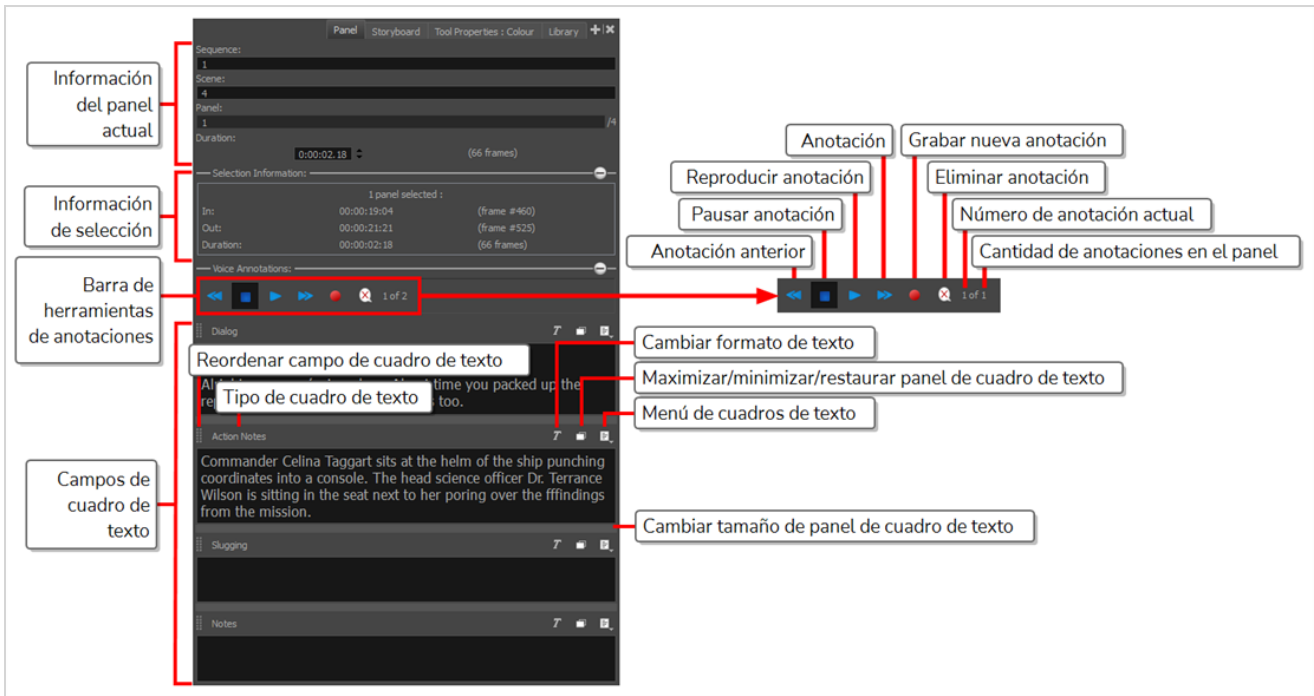 Panel Storyboard Tool Properties : Colour Library
Sequence:
1
Scene:
4
Panel:
1 /4
Duration:
0:00:02.18 (66 frames)
Información
del panel
actual
Selection Information:
1 panel selected :
In: 00:00:19:04 (frame #460)
Out: 00:00:21:21 (frame #525)
Duration: 00:00:02:18 (66 frames)
Información
de selección
Voice Annotations:
1 of 2
Barra de
herramientas
de anotaciones
Anotación
Grabar nueva anotación
Reproducir anotación
Eliminar anotación
Pausar anotación
Número de anotación actual
Anotación anterior
Cantidad de anotaciones en el panel
1 of 1
Dialog
Reordenar campo de cuadro de texto
time you packed up the
Tipo de cuadro de texto
too.
Cambiar formato de texto
Maximizar/minimizar/restaurar panel de cuadro de texto
Menú de cuadros de texto
Action Notes
Commander Celina Taggart sits at the helm of the ship punching
coordinates into a console. The head science officer Dr. Terrance
Wilson is sitting in the seat next to her poring over the fffindings
from the mission.
Campos de
cuadro de
texto
Cambiar tamaño de panel de cuadro de texto
Slugging
Notes